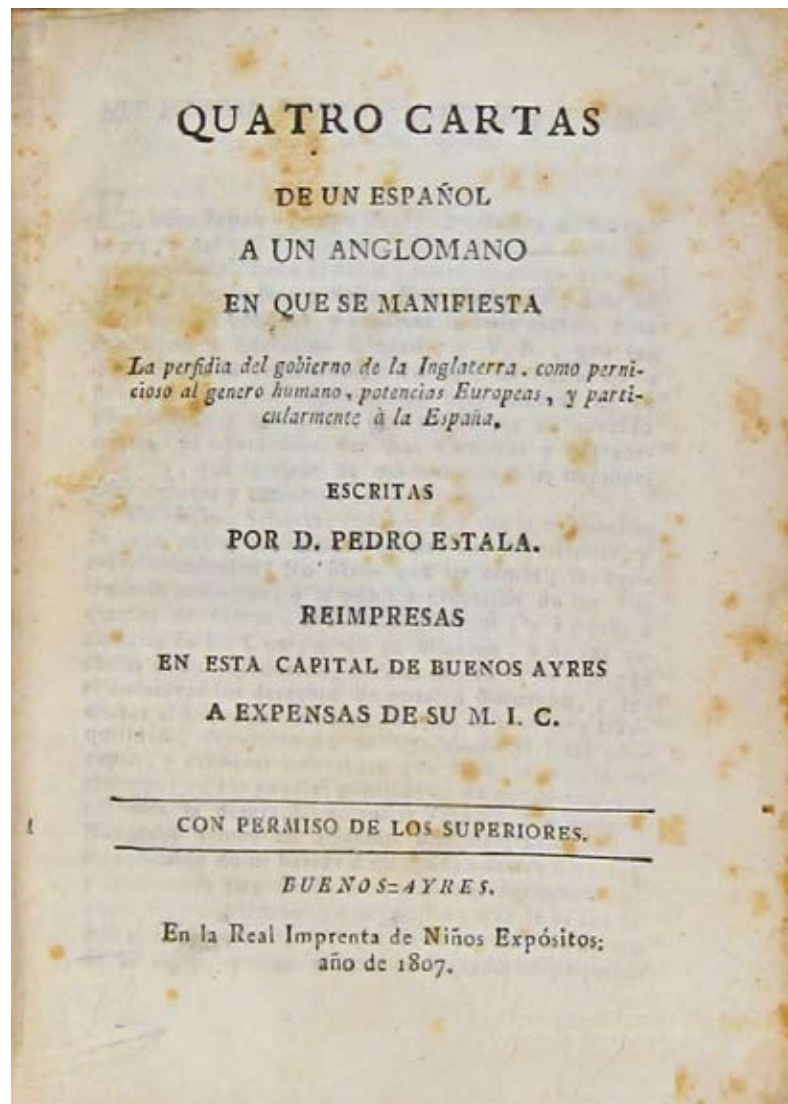 QUATRO CARTAS
DE UN ESPAÑOL
A UN ANGLOMANO
EN QUE SE MANIFIESTA
La perfidia del gobierno de la Inglaterra, como perni-
cioso al genero humano, potencias Europeas, y parti-
cularmente à la España.
ESCRITAS
POR D. PEDRO EsTALA.
REIMPRESAS
EN ESTA CAPITAL DE BUENOS AYRES
A EXPENSAS DE SU M. I. C.
CON PERMISO DE LOS SUPERIORES.
BUENOS=AYRES.
En la Real Imprenta de Niños Expósitos:
año de 1807.